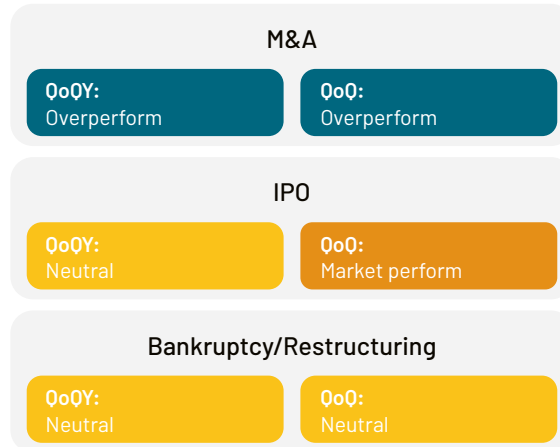 M&A
QoQY:
Overperform
QoQ:
Overperform
IPO
QoQY:
Neutral
QoQ:
Market perform
Bankruptcy/Restructuring
QoQY:
Neutral
QoQ:
Neutral